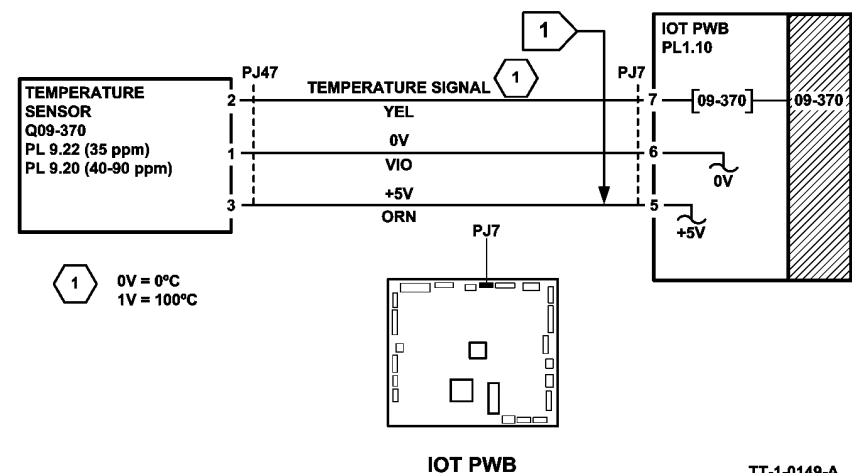 1
IOT PWB
PL1.10
PJ47
PJ7
TEMPERATURE
SENSOR
Q09-370
PL 9.22 (35 ppm)
PL 9.20 (40-90 ppm)
2
TEMPERATURE SIGNAL
1
YEL
7
[09-370]
09-370
1
0V
VIO
6
0V
3
+5V
ORN
5
+5V
PJ7
1
0V = 0ºC
1V = 100ºC
IOT PWB
TT-1-0149-A